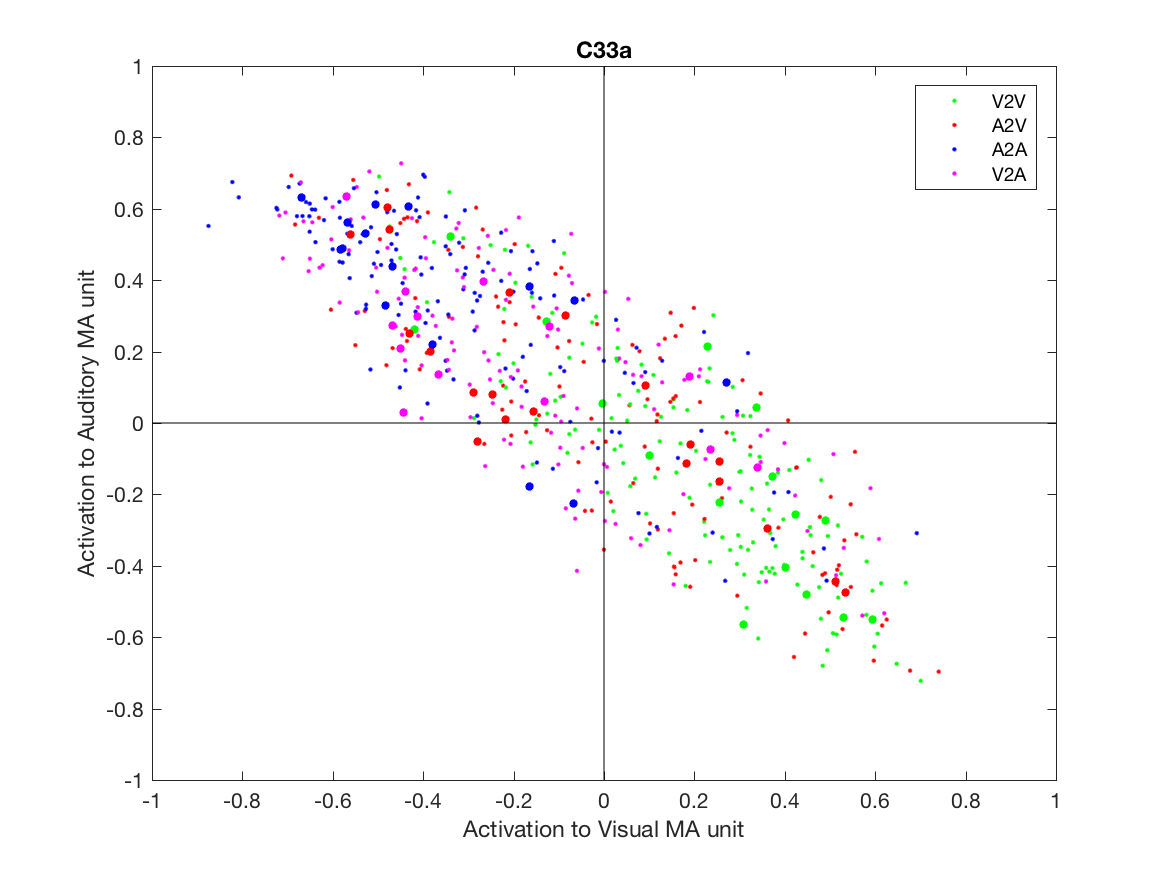 C33a
1
0.8
0.6
0.4
0.2
0
-0.2
-0.4
-0.6
-0.8
-1
Activation to Auditory MA unit
V2V
A2V
A2A
V2A
-1 -0.8 -0.6 -0.4 -0.2 0 0.2 0.4 0.6 0.8 1
Activation to Visual MA unit